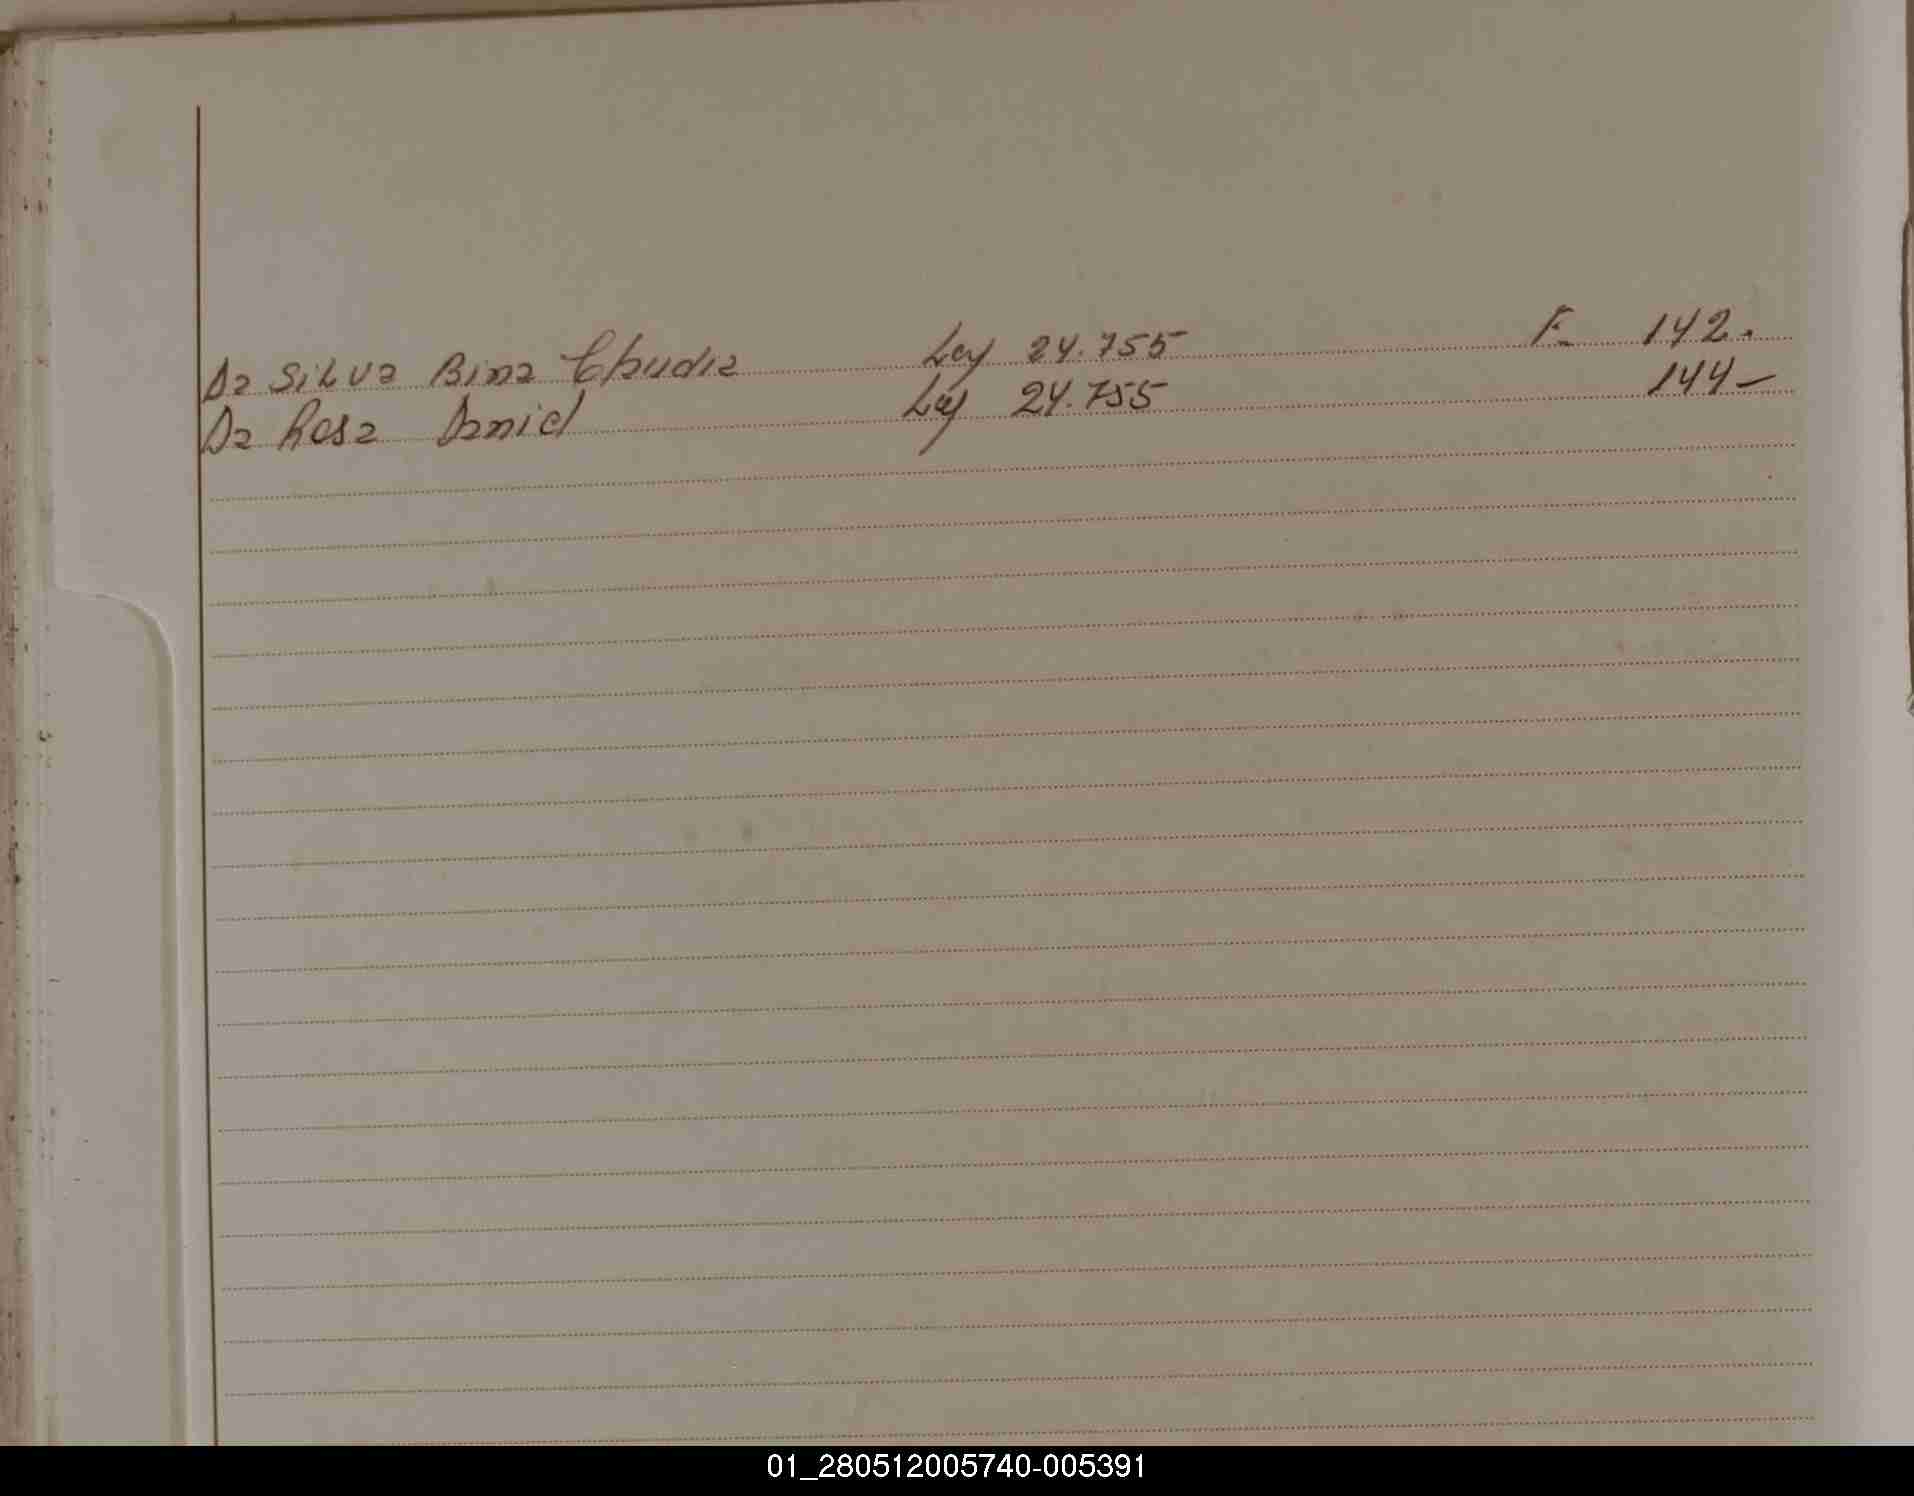 Da Silva Bina Claudia Ley 24.755 F- 142.
Da Rosa Daniel Ley 24.755 144-
01_280512005740-005391